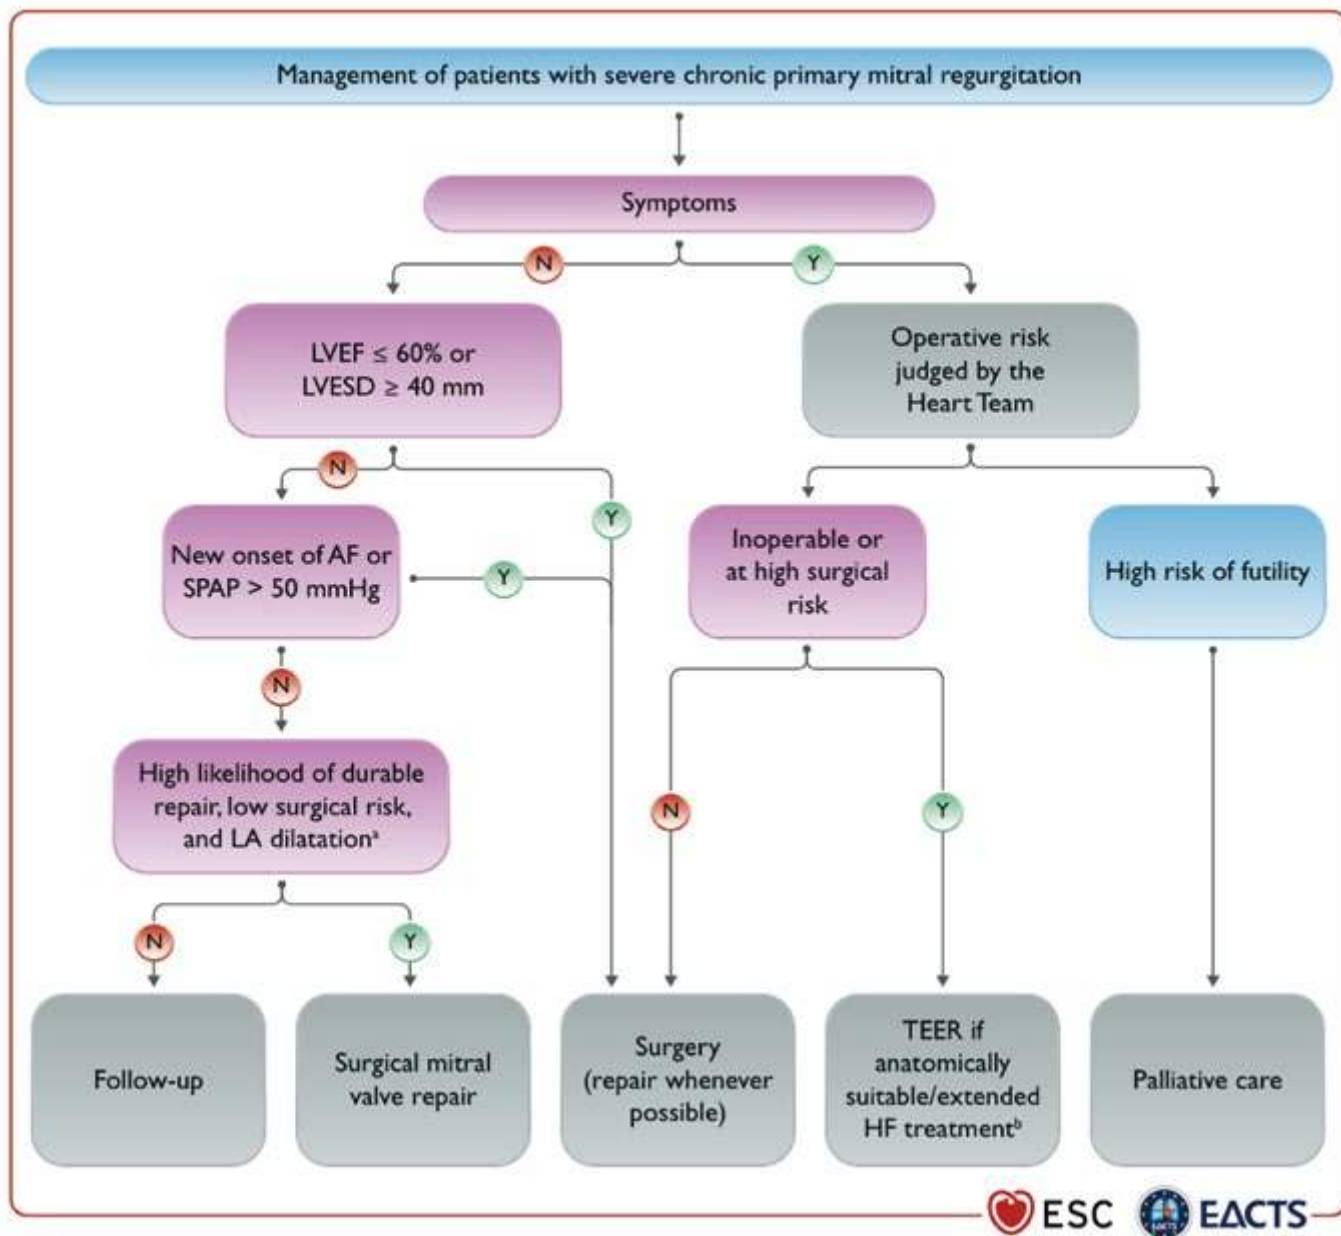 Management of patients with severe chronic primary mitral regurgitation
Symptoms
N
Y
LVEF ≤ 60% or
LVESD ≥ 40 mm
Operative risk
judged by the
Heart Team
N
Y
New onset of AF or
SPAP > 50 mmHg
Y
Inoperable or
at high surgical
risk
High risk of futility
N
High likelihood of durable
repair, low surgical risk,
and LA dilatationᵃ
N
Y
N
Y
Follow-up
Surgical mitral
valve repair
Surgery
(repair whenever
possible)
TEER if
anatomically
suitable/extended
HF treatmentᵇ
Palliative care
ESC
EACTS
EΔCTS